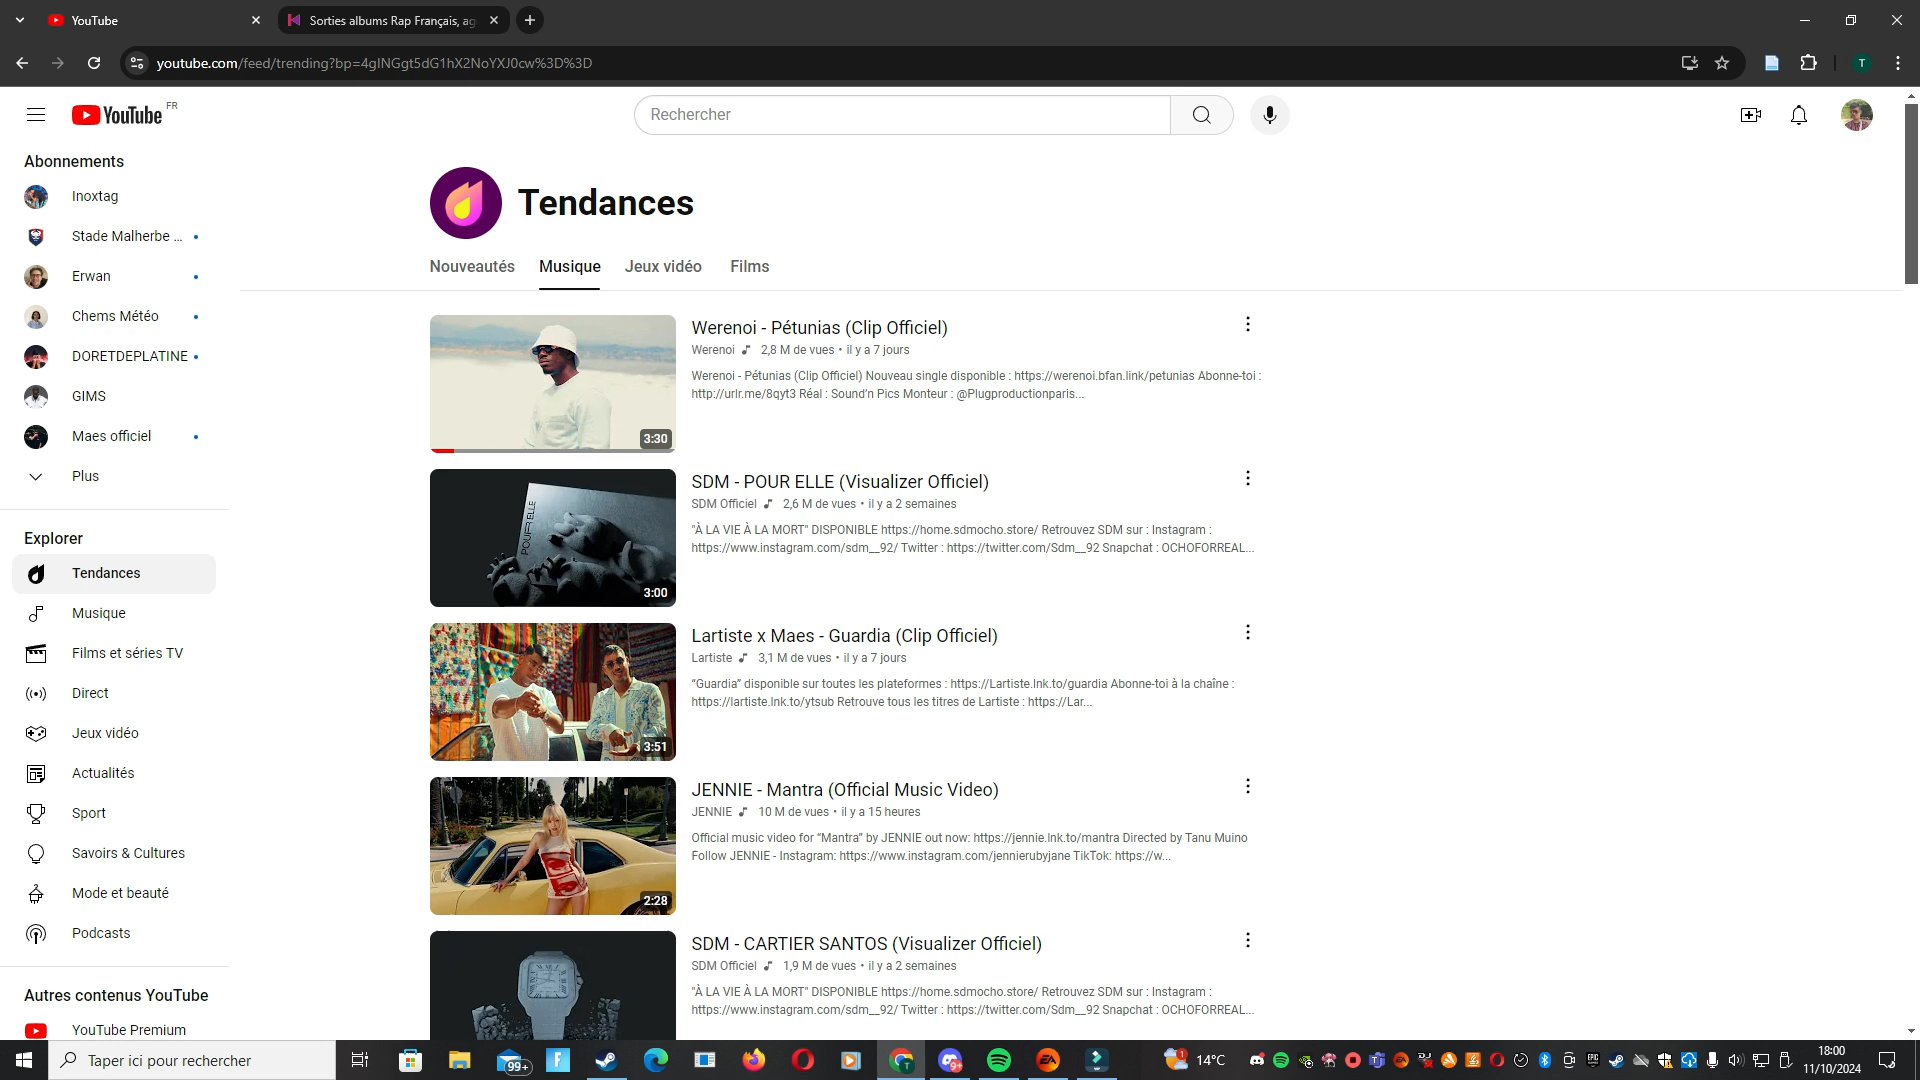 YouTube
Sorties albums Rap Français, ag
youtube.com/feed/trending?bp=4gINGgt5dG1hX2NoYXJ0cw%3D%3D
T
YouTube FR
Rechercher
Abonnements
Inoxtag
Stade Malherbe ...
Erwan
Chems Météo
DORETDEPLATINE
GIMS
Maes officiel
Plus
Explorer
Tendances
Musique
Films et séries TV
Direct
Jeux vidéo
Actualités
Sport
Savoirs & Cultures
Mode et beauté
Podcasts
Autres contenus YouTube
YouTube Premium
Tendances
Nouveautés Musique Jeux vidéo Films
3:30
Werenoi - Pétunias (Clip Officiel)
Werenoi 2,8 M de vues • il y a 7 jours
Werenoi - Pétunias (Clip Officiel) Nouveau single disponible : https://werenoi.bfan.link/petunias Abonne-toi :
http://urlr.me/8qyt3 Réal : Sound'n Pics Monteur : @Plugproductionparis...
POUR ELLE
3:00
SDM - POUR ELLE (Visualizer Officiel)
SDM Officiel 2,6 M de vues • il y a 2 semaines
"À LA VIE À LA MORT" DISPONIBLE https://home.sdmocho.store/ Retrouvez SDM sur : Instagram :
https://www.instagram.com/sdm__92/ Twitter : https://twitter.com/Sdm__92 Snapchat : OCHOFORREAL...
3:51
Lartiste x Maes - Guardia (Clip Officiel)
Lartiste 3,1 M de vues • il y a 7 jours
“Guardia” disponible sur toutes les plateformes : https://Lartiste.lnk.to/guardia Abonne-toi à la chaîne :
https://lartiste.lnk.to/ytsub Retrouve tous les titres de Lartiste : https://Lar...
2:28
JENNIE - Mantra (Official Music Video)
JENNIE 10 M de vues • il y a 15 heures
Official music video for “Mantra” by JENNIE out now: https://jennie.lnk.to/mantra Directed by Tanu Muino
Follow JENNIE - Instagram: https://www.instagram.com/jennierubyjane TikTok: https://w...
SDM - CARTIER SANTOS (Visualizer Officiel)
SDM Officiel 1,9 M de vues • il y a 2 semaines
"À LA VIE À LA MORT" DISPONIBLE https://home.sdmocho.store/ Retrouvez SDM sur : Instagram :
https://www.instagram.com/sdm__92/ Twitter : https://twitter.com/Sdm__92 Snapchat : OCHOFORREAL...
Taper ici pour rechercher
99+
14°C
18:00
11/10/2024